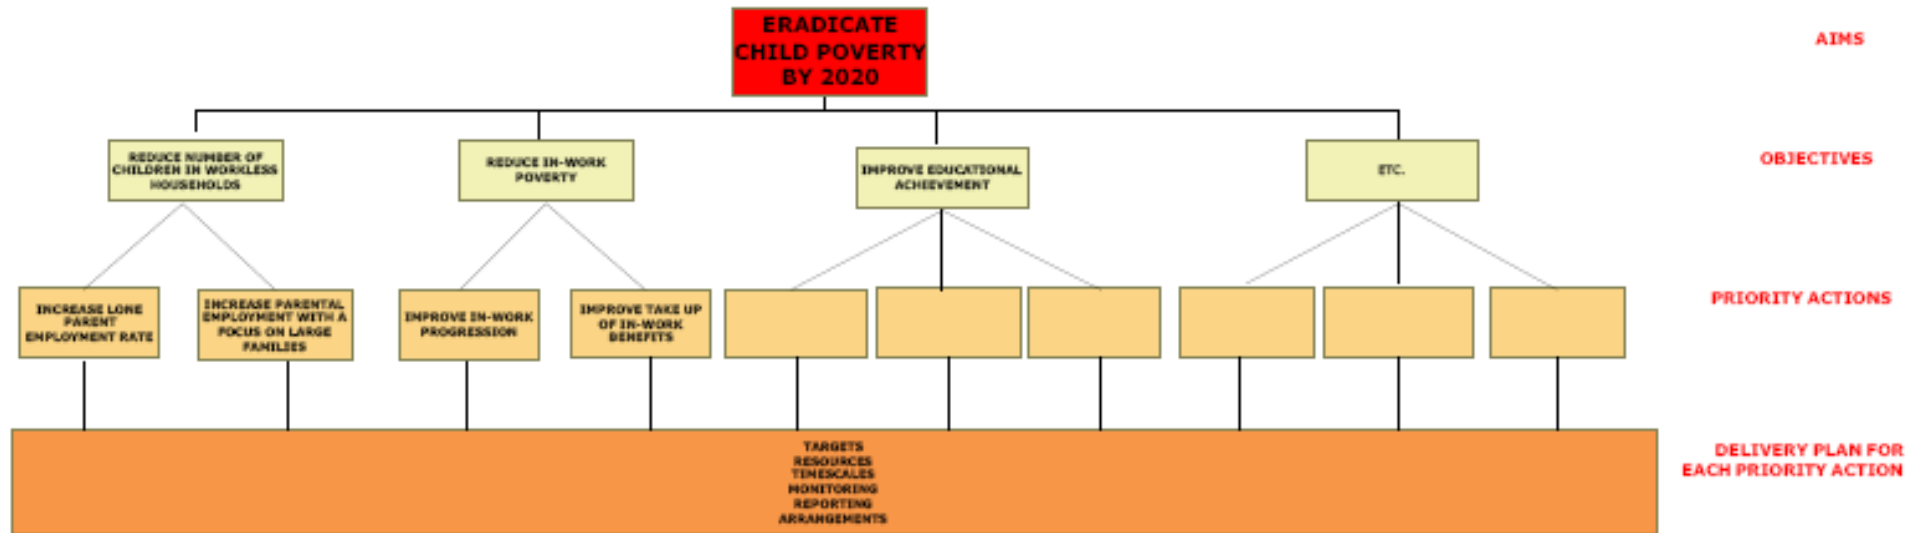 ERADICATE
CHILD POVERTY
BY 2020
AIMS
REDUCE NUMBER OF
CHILDREN IN WORKLESS
HOUSEHOLDS
REDUCE IN-WORK
POVERTY
IMPROVE EDUCATIONAL
ACHIEVEMENT
ETC.
OBJECTIVES
INCREASE LONE
PARENT
EMPLOYMENT RATE
INCREASE PARENTAL
EMPLOYMENT WITH A
FOCUS ON LARGE
FAMILIES
IMPROVE IN-WORK
PROGRESSION
IMPROVE TAKE UP
OF IN-WORK
BENEFITS
PRIORITY ACTIONS
TARGETS
RESOURCES
TIMESCALES
MONITORING
REPORTING
ARRANGEMENTS
DELIVERY PLAN FOR
EACH PRIORITY ACTION